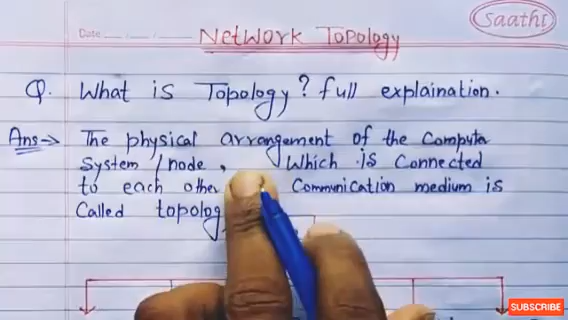 Saathi
Date
Network Topology
Q. What is Topology? full explaination.
Ans→ The physical arrangement of the Computer
System/node, Which is Connected
to each other Communication medium is
Called topolog
SUBSCRIBE